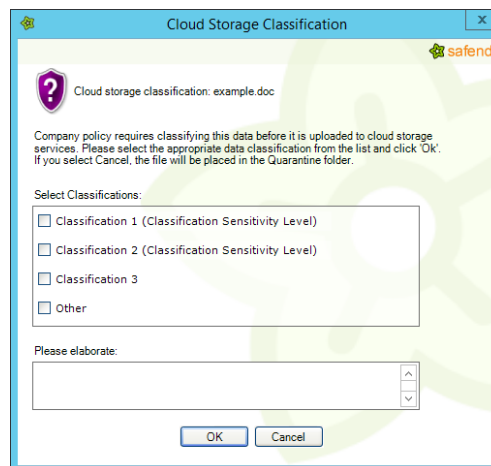 Cloud Storage Classification
x
safend
?
Cloud storage classification: example.doc
Company policy requires classifying this data before it is uploaded to cloud storage
services. Please select the appropriate data classification from the list and click 'Ok'.
If you select Cancel, the file will be placed in the Quarantine folder.
Select Classifications:
Classification 1 (Classification Sensitivity Level)
Classification 2 (Classification Sensitivity Level)
Classification 3
Other
Please elaborate:
OK
Cancel